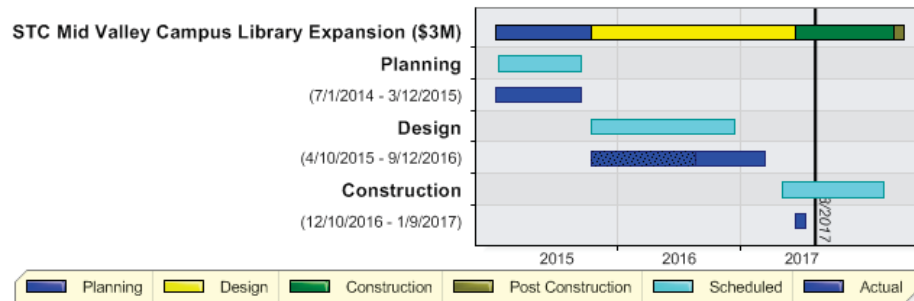 STC Mid Valley Campus Library Expansion ($3M)
Planning
(7/1/2014 - 3/12/2015)
Design
(4/10/2015 - 9/12/2016)
Construction
(12/10/2016 - 1/9/2017)
2015 2016 2017
Planning Design Construction Post Construction Scheduled Actual